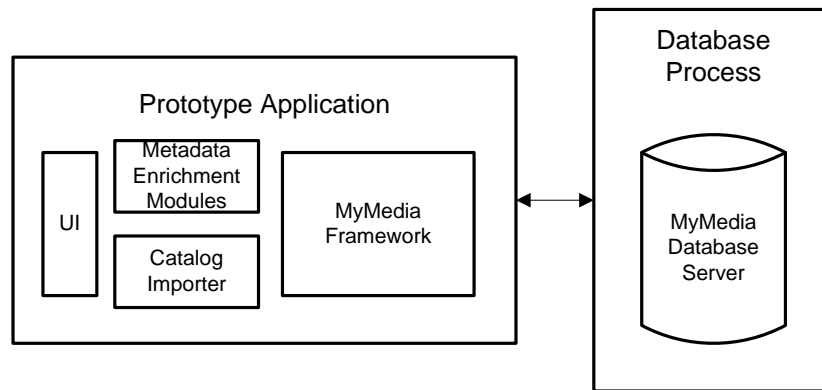 Prototype Application
UI
Metadata
Enrichment
Modules
Catalog
Importer
MyMedia
Framework
Database
Process
MyMedia
Database
Server